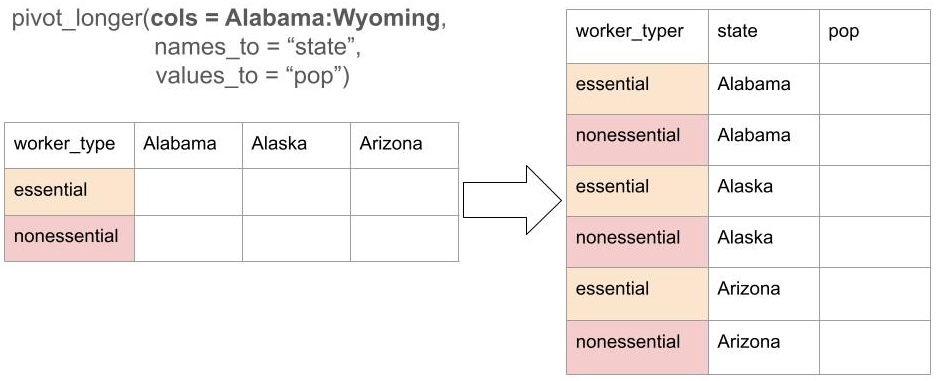 pivot_longer(cols = Alabama:Wyoming,
names_to = “state”,
values_to = “pop”)
worker_type Alabama Alaska Arizona
essential
nonessential
worker_typer state pop
essential Alabama
nonessential Alabama
essential Alaska
nonessential Alaska
essential Arizona
nonessential Arizona